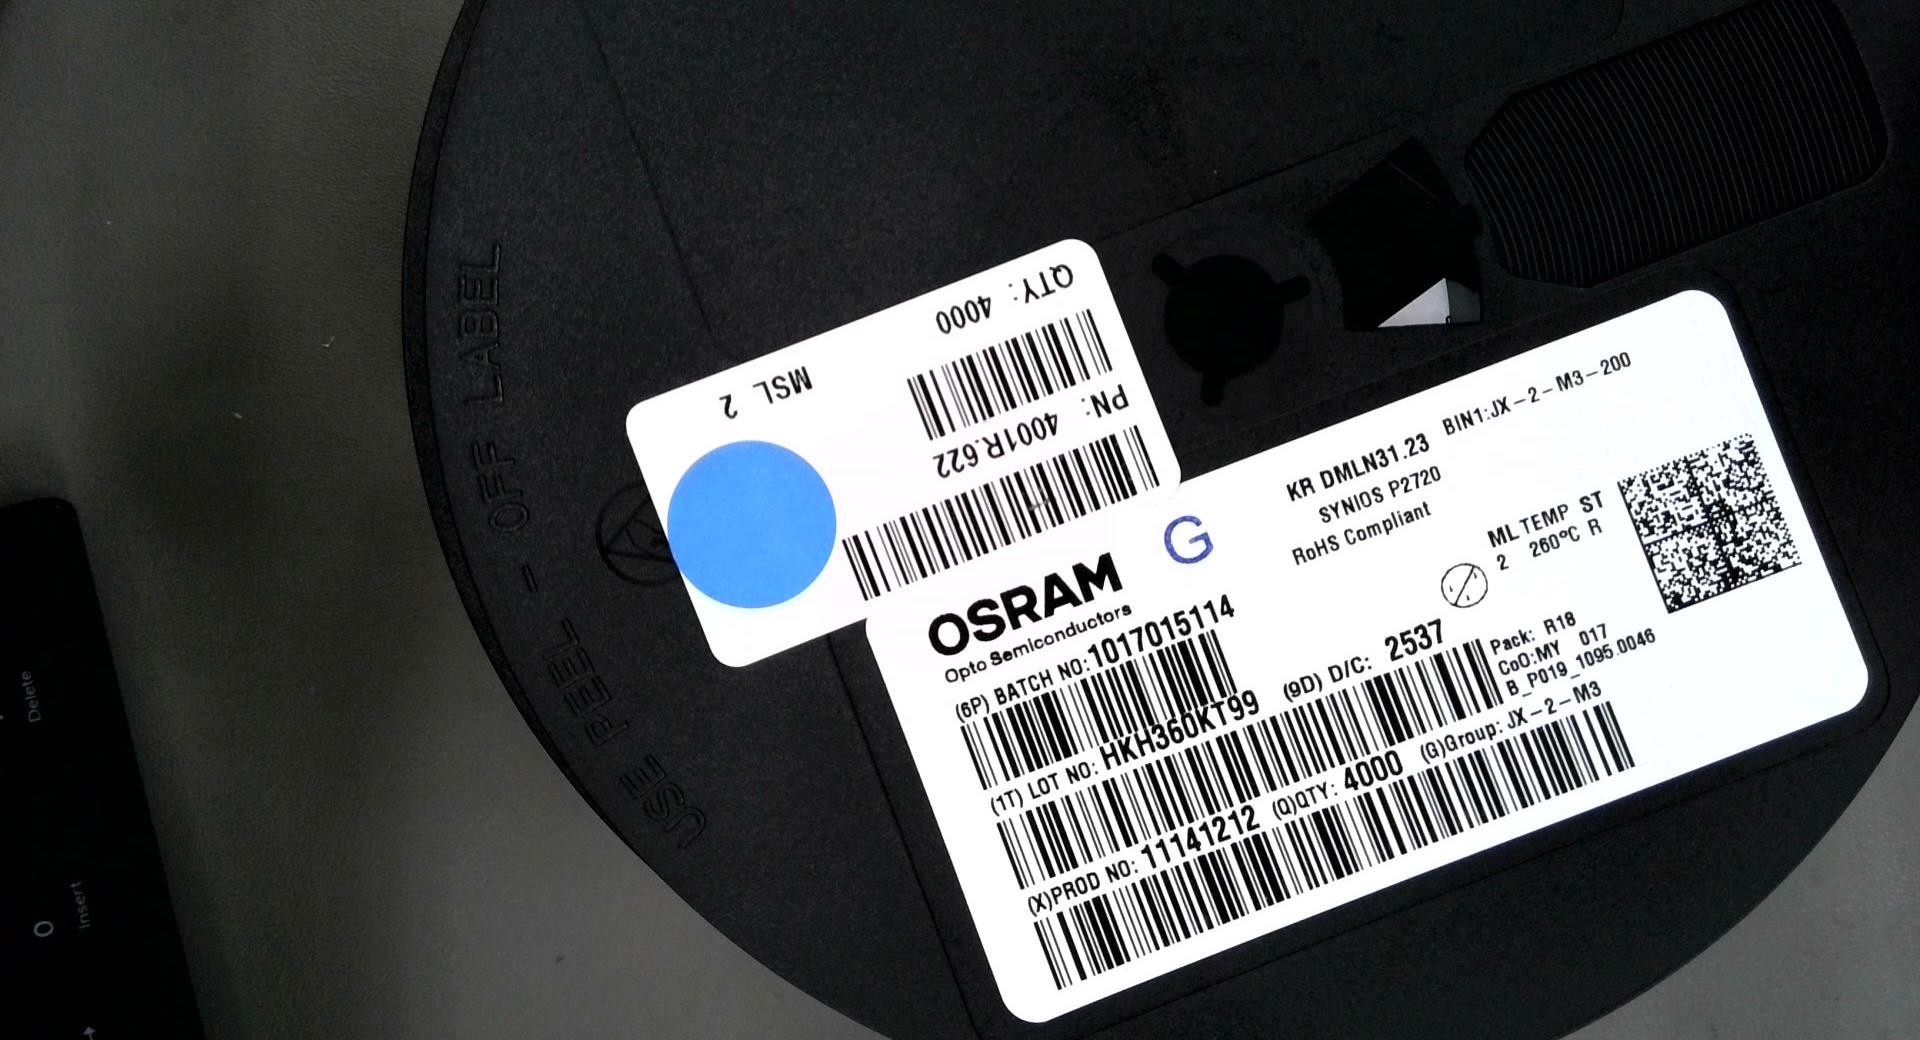 QTY: 4000
MSL 2
PN: 4001R.622
OSRAM
Opto Semiconductors
G
KR DMLN31.23
SYNIOS P2720
RoHS Compliant
BIN1:JX-2-M3-200
ML TEMP ST
2 260°C R
(6P) BATCH NO:1017015114
(1T) LOT NO: HKH360KT99
(9D) D/C: 2537
(X)PROD NO: 11141212
(Q)QTY: 4000
(G)Group: JX-2-M3
Pack: R18
CoO:MY 017
B_P019_1095.0046
USE PEEL - OFF LABEL
Delete
0
Insert